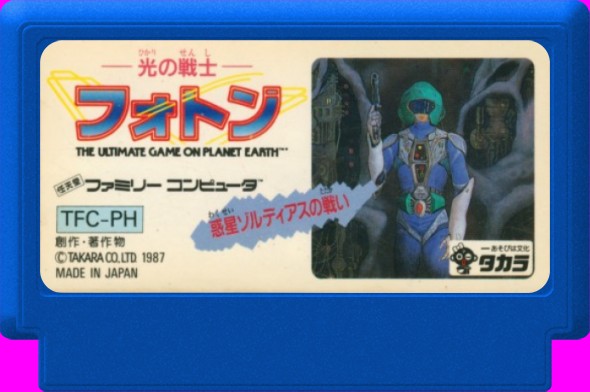 光の戦士
ひかり せんし
フォトン
THE ULTIMATE GAME ON PLANET EARTH™
任天堂 ファミリー コンピュータ™
TFC-PH
わくせい
惑星ゾルディアスの戦い
創作・著作物
©TAKARA CO., LTD. 1987
MADE IN JAPAN
あそびは文化
タカラ